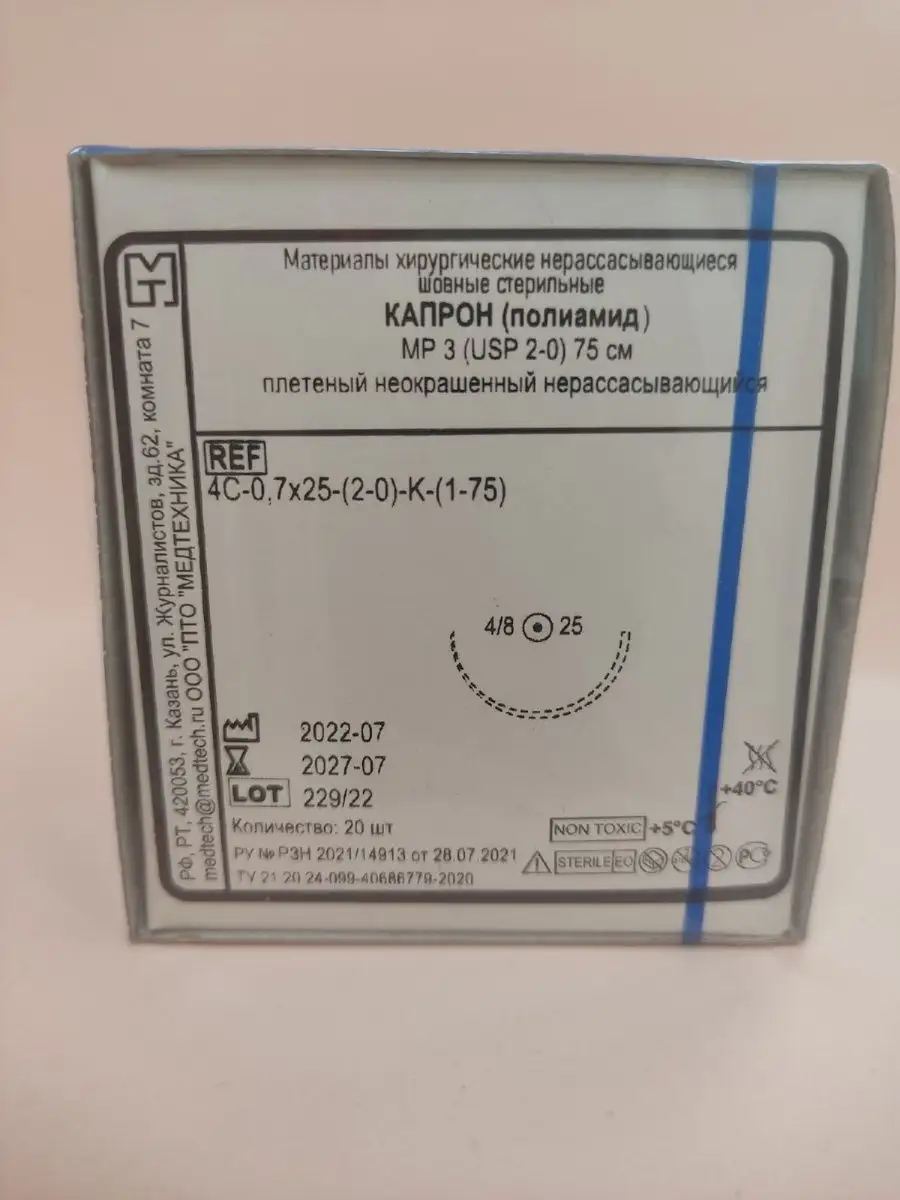 Материалы хирургические нерассасывающиеся
шовные стерильные
КАПРОН (полиамид)
МР 3 (USP 2-0) 75 см
плетеный неокрашенный нерассасывающийся
REF
4С-0,7х25-(2-0)-К-(1-75)
4/8 25
2022-07
2027-07
LOT 229/22
Количество: 20 шт
РУ № РЗН 2021/14913 от 28.07.2021
ТУ 21.20.24-099-40686779-2020
+40°C
NON TOXIC +5°C
STERILE EO
РС
РФ, РТ, 420053, г. Казань, ул. Журналистов, зд.62, комната 7
medtech@medtech.ru ООО "ПТО "МЕДТЕХНИКА"